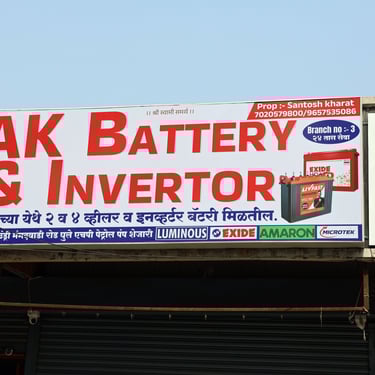 ।। श्री स्वामी समर्थ ।।
Prop :- Santosh kharat
7020579800/9657535086
AK BATTERY
Branch no :- 3
२४ तास सेवा
& INVERTOR
EXIDE
LIVFAST
च्या येथे २ व ४ व्हीलर व इनव्हर्टर बॅटरी मिळतील.
रोड पुले एचपी पेट्रोल पंप शेजारी LUMINOUS EXIDE AMARON MICROTEK